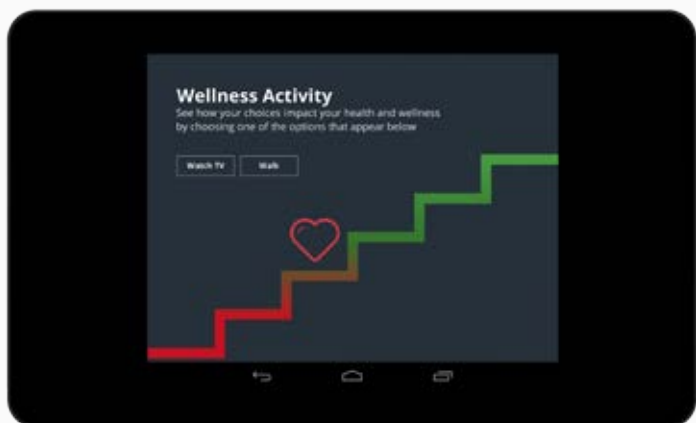 Wellness Activity
See how your choices impact your health and wellness
by choosing one of the options that appear below
Watch TV
Walk